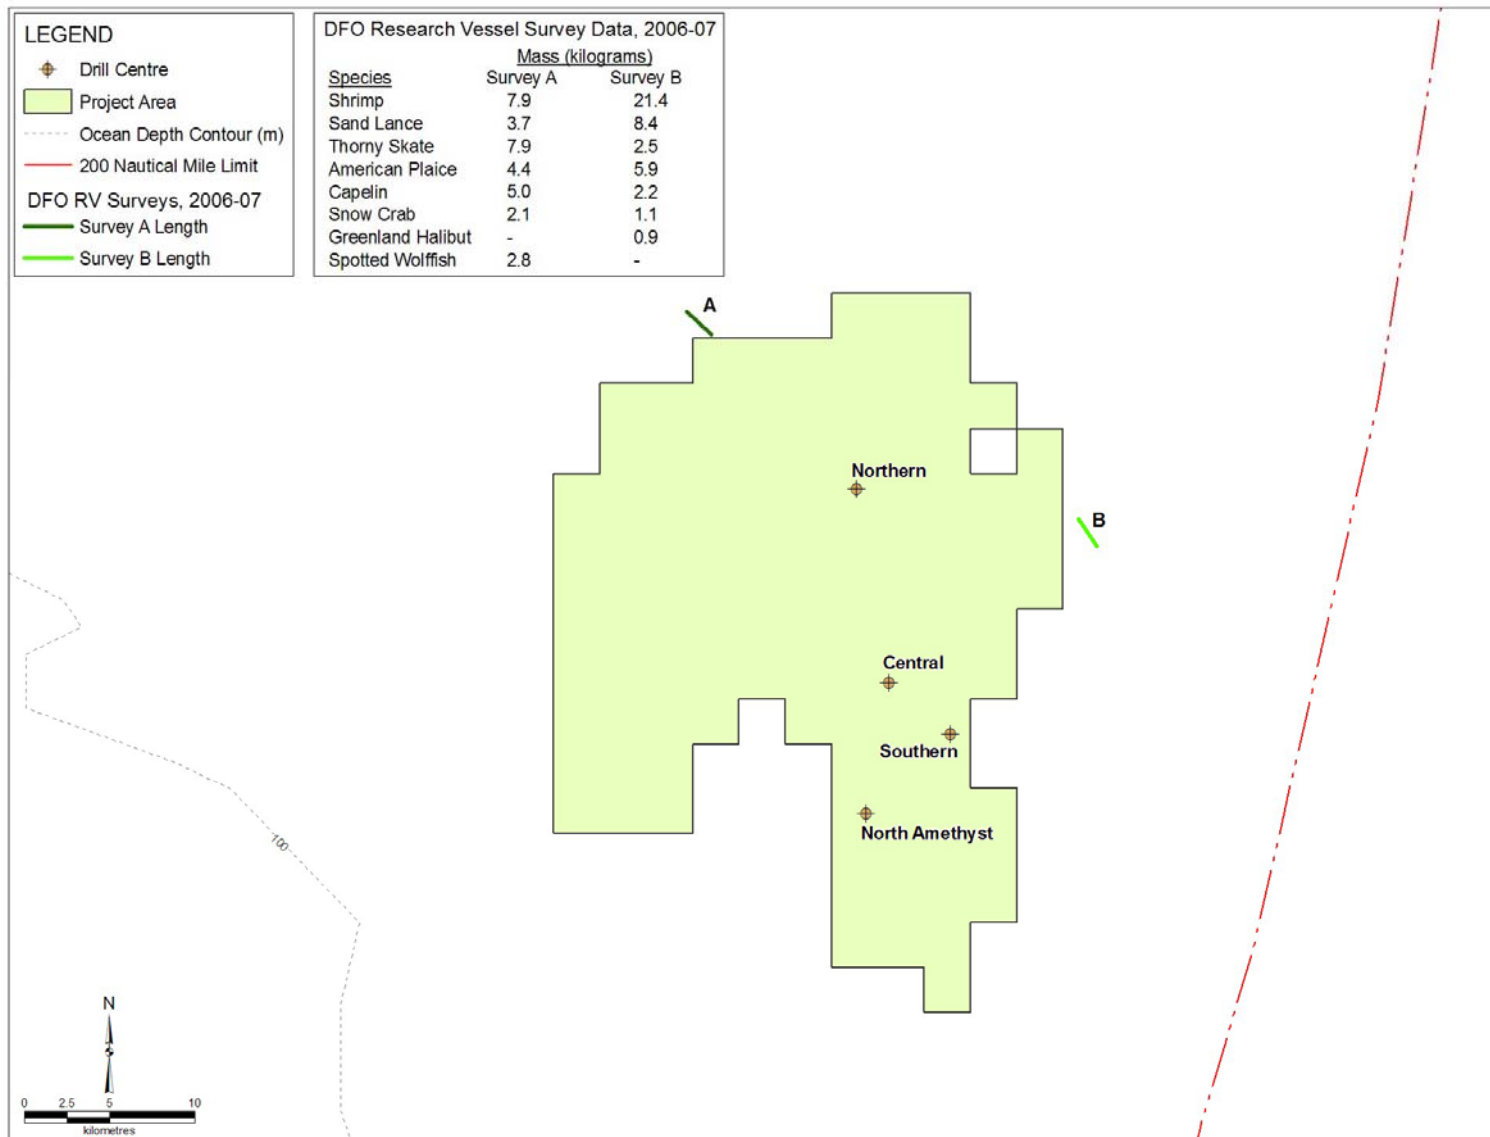 LEGEND
Drill Centre
Project Area
Ocean Depth Contour (m)
200 Nautical Mile Limit
DFO RV Surveys, 2006-07
Survey A Length
Survey B Length
DFO Research Vessel Survey Data, 2006-07
Mass (kilograms)
Species Survey A Survey B
Shrimp 7.9 21.4
Sand Lance 3.7 8.4
Thorny Skate 7.9 2.5
American Plaice 4.4 5.9
Capelin 5.0 2.2
Snow Crab 2.1 1.1
Greenland Halibut - 0.9
Spotted Wolffish 2.8 -
A
Northern
B
Central
Southern
North Amethyst
100
N
0 2.5 5 10
kilometres